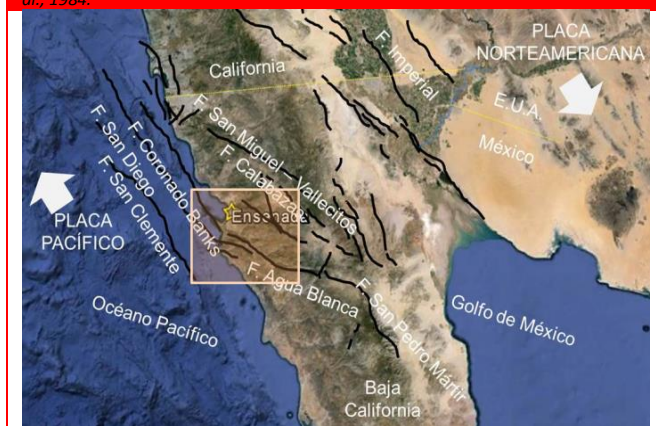 al., 1984.
PLACA
NORTEAMERICANA
California
F. Imperial
E.U.A.
México
F. San Miguel - Vallecitos
F. Calabazas
F. Coronado Banks
F. San Diego
F. San Clemente
PLACA
PACÍFICO
Ensenada
F. Agua Blanca
F. San Pedro Mártir
Golfo de México
Océano Pacífico
Baja
California